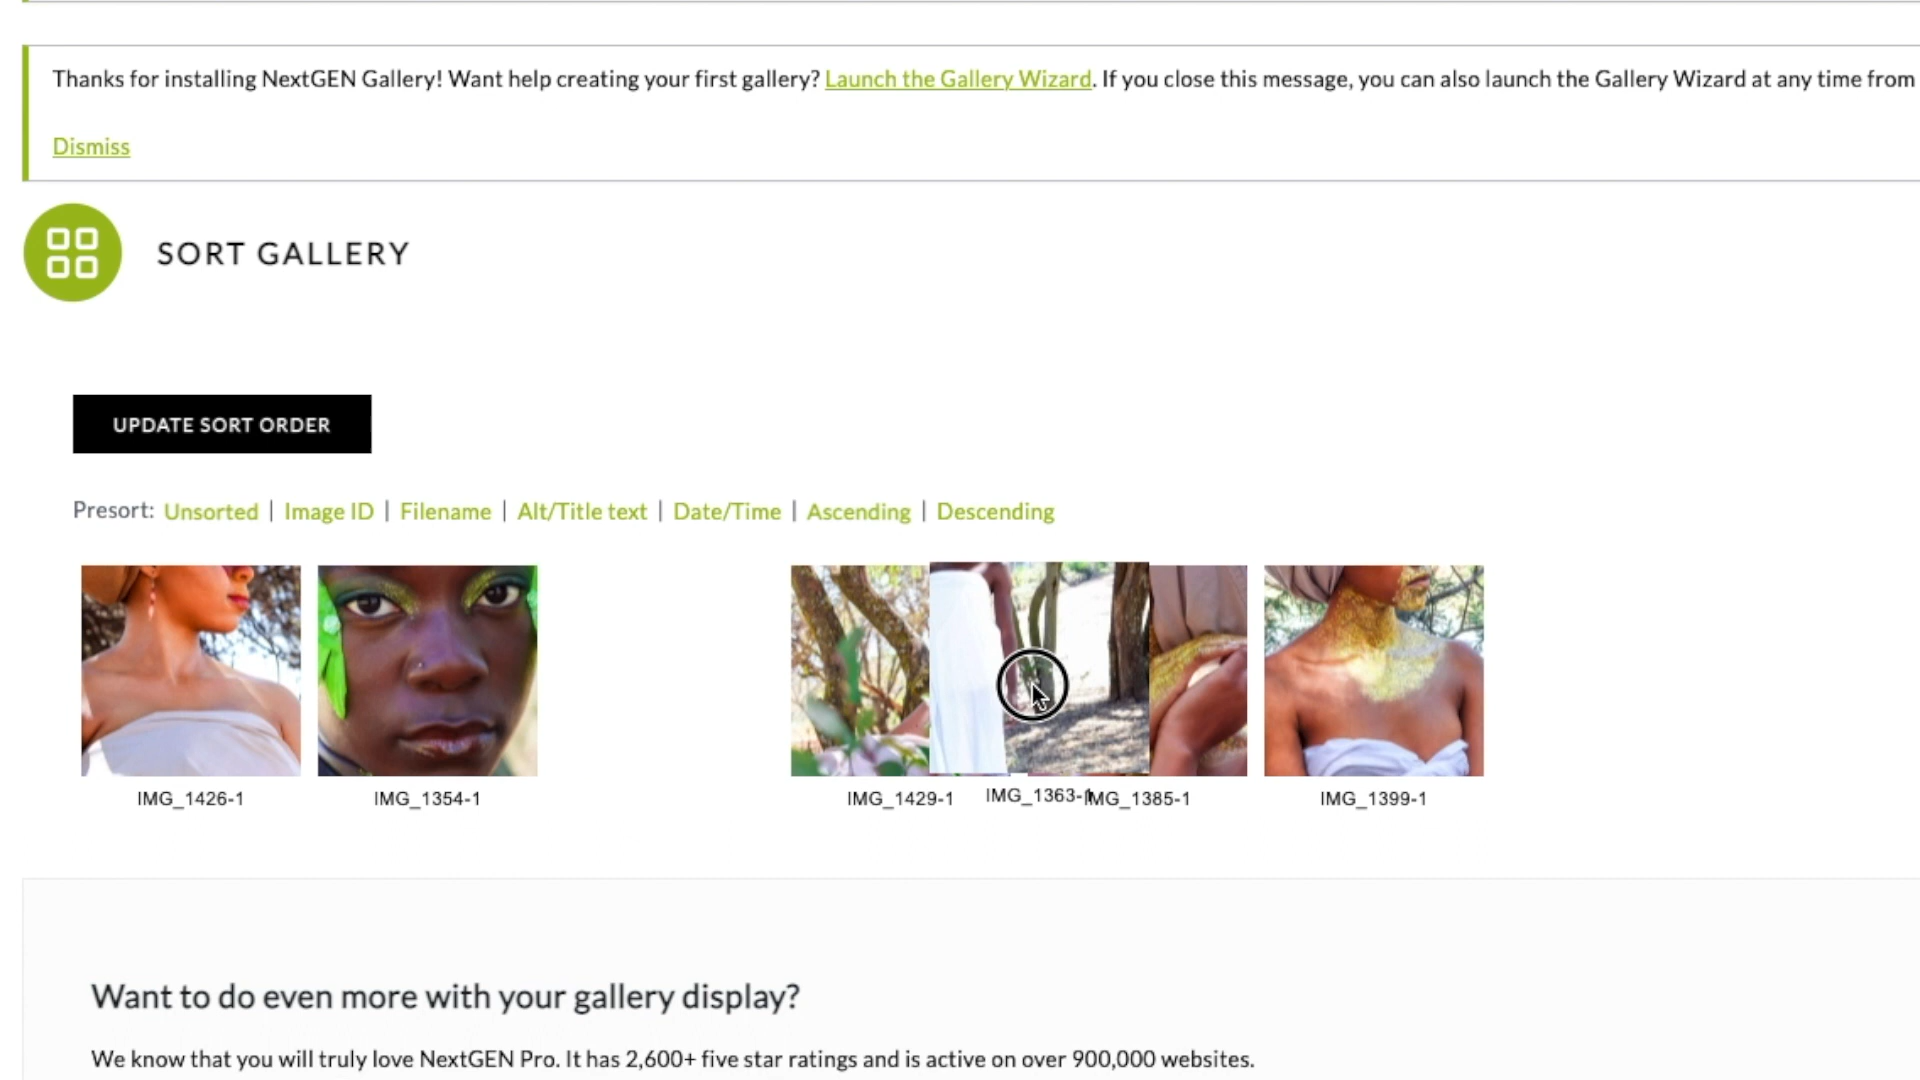 Thanks for installing NextGEN Gallery! Want help creating your first gallery? Launch the Gallery Wizard. If you close this message, you can also launch the Gallery Wizard at any time from
Dismiss
SORT GALLERY
UPDATE SORT ORDER
Presort: Unsorted | Image ID | Filename | Alt/Title text | Date/Time | Ascending | Descending
IMG_1426-1 IMG_1354-1 IMG_1429-1 IMG_1363-1 IMG_1385-1 IMG_1399-1
Want to do even more with your gallery display?
We know that you will truly love NextGEN Pro. It has 2,600+ five star ratings and is active on over 900,000 websites.